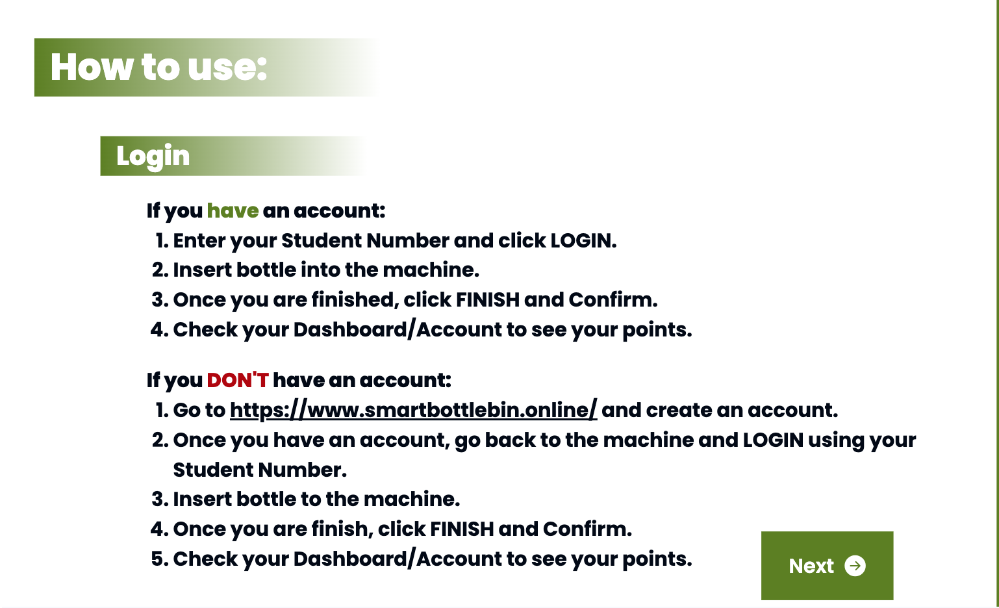 How to use:
Login
If you have an account:
1. Enter your Student Number and click LOGIN.
2. Insert bottle into the machine.
3. Once you are finished, click FINISH and Confirm.
4. Check your Dashboard/Account to see your points.
If you DON'T have an account:
1. Go to https://www.smartbottlebin.online/ and create an account.
2. Once you have an account, go back to the machine and LOGIN using your
Student Number.
3. Insert bottle to the machine.
4. Once you are finish, click FINISH and Confirm.
5. Check your Dashboard/Account to see your points.
Next